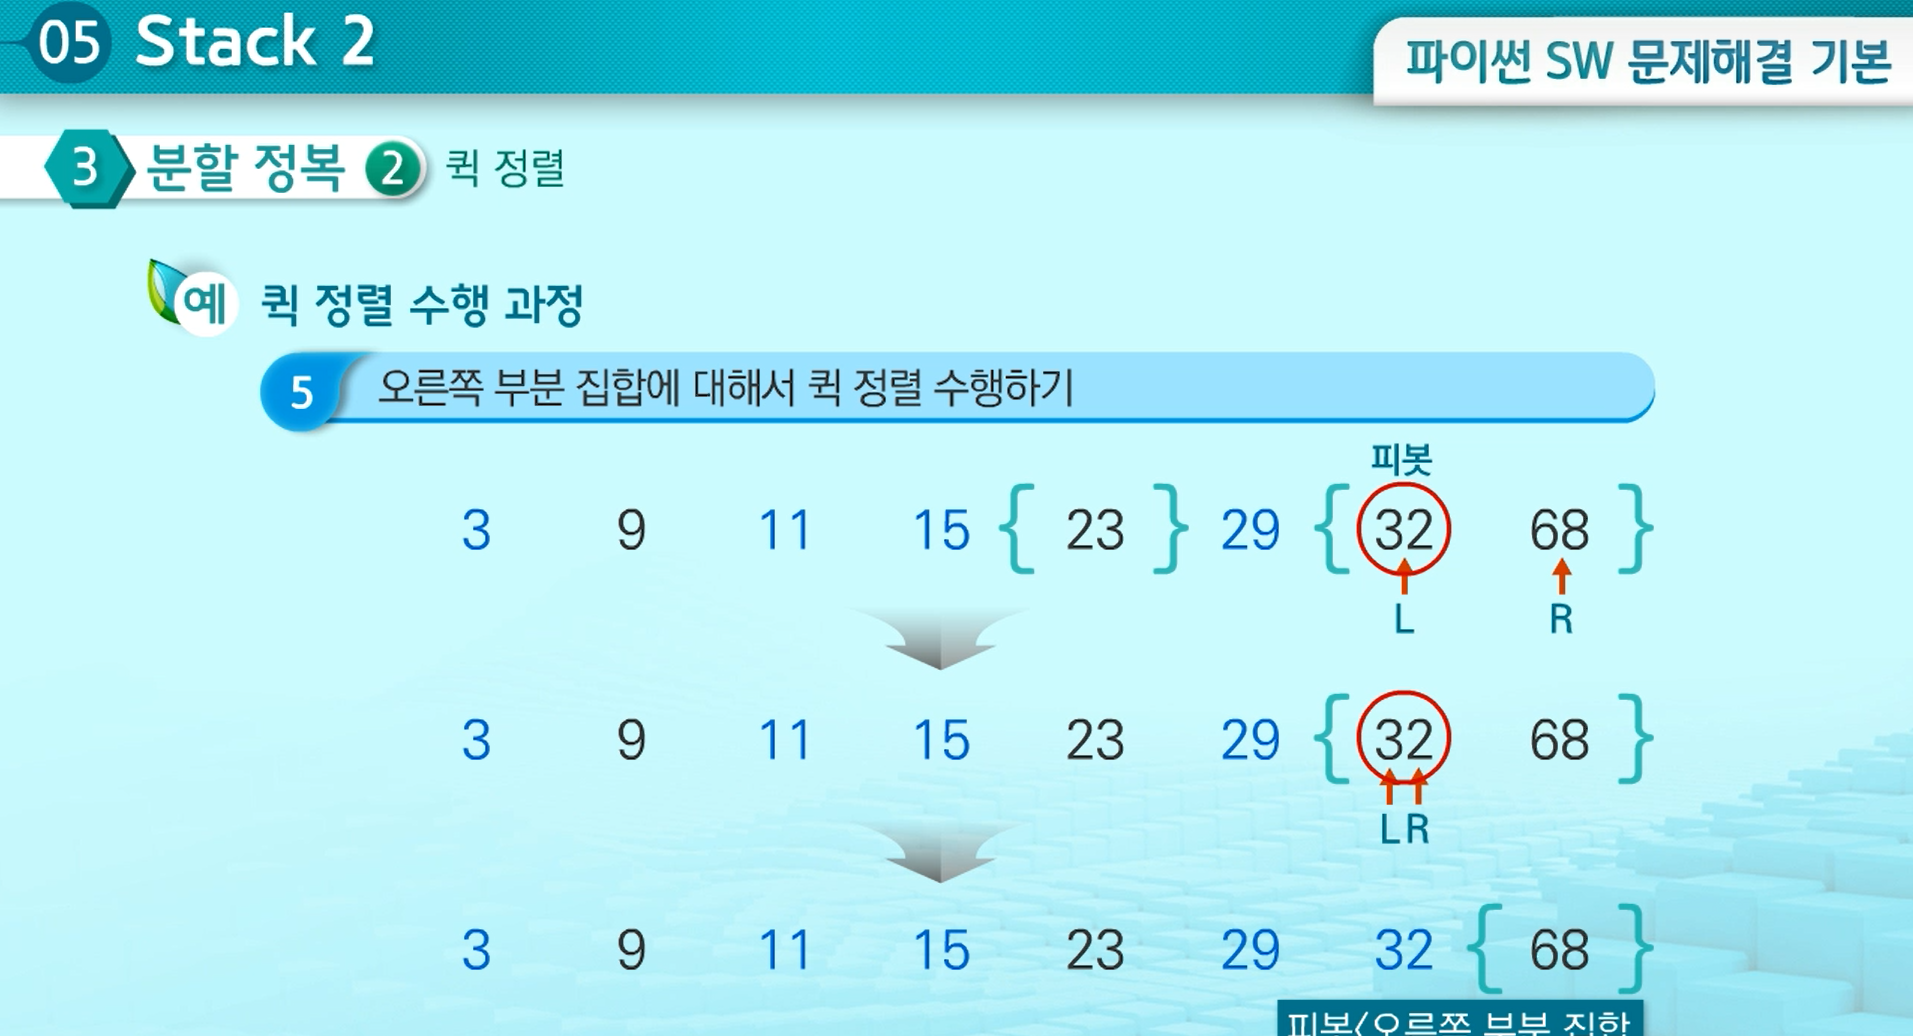 05 Stack 2
파이썬 SW 문제해결 기본
3 분할 정복 2 퀵 정렬
예 퀵 정렬 수행 과정
5 오른쪽 부분 집합에 대해서 퀵 정렬 수행하기
피봇
3 9 11 15 { 23 } 29 { 32 68 }
L R
3 9 11 15 23 29 { 32 68 }
L R
3 9 11 15 23 29 32 { 68 }
피봇<오른쪽 부분 집합